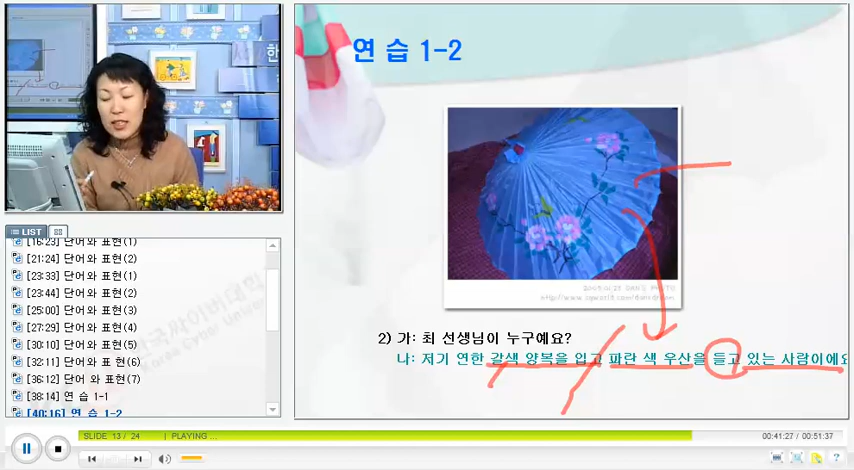 연 습 1-2
2) 가: 최 선생님이 누구예요?
나: 저기 연한 갈색 양복을 입고 파란 색 우산을 들고 있는 사람이에요
LIST
[16:23] 단어와 표현(1)
[21:24] 단어와 표현(2)
[23:33] 단어와 표현(1)
[23:44] 단어와 표현(2)
[25:00] 단어와 표현(3)
[27:29] 단어와 표현(4)
[30:10] 단어와 표현(5)
[32:11] 단어와 표 현(6)
[36:12] 단어 와 표현(7)
[38:14] 연 습 1-1
[40:16] 연 습 1-2
SLIDE 13 / 24 | PLAYING ...
00:41:27 / 00:51:37